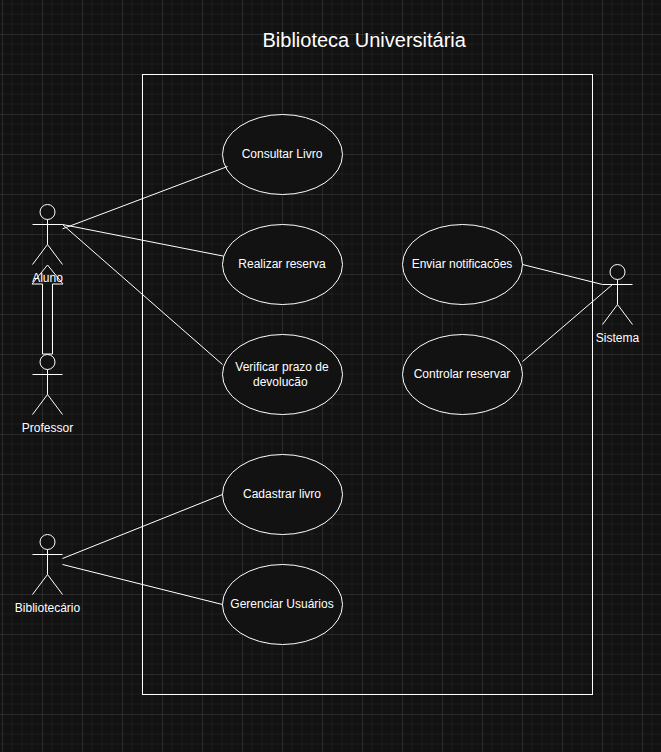 Biblioteca Universitária
Consultar Livro
Aluno
Realizar reserva
Enviar notificacões
Sistema
Verificar prazo de
devolucão
Controlar reservar
Professor
Cadastrar livro
Bibliotecário
Gerenciar Usuários